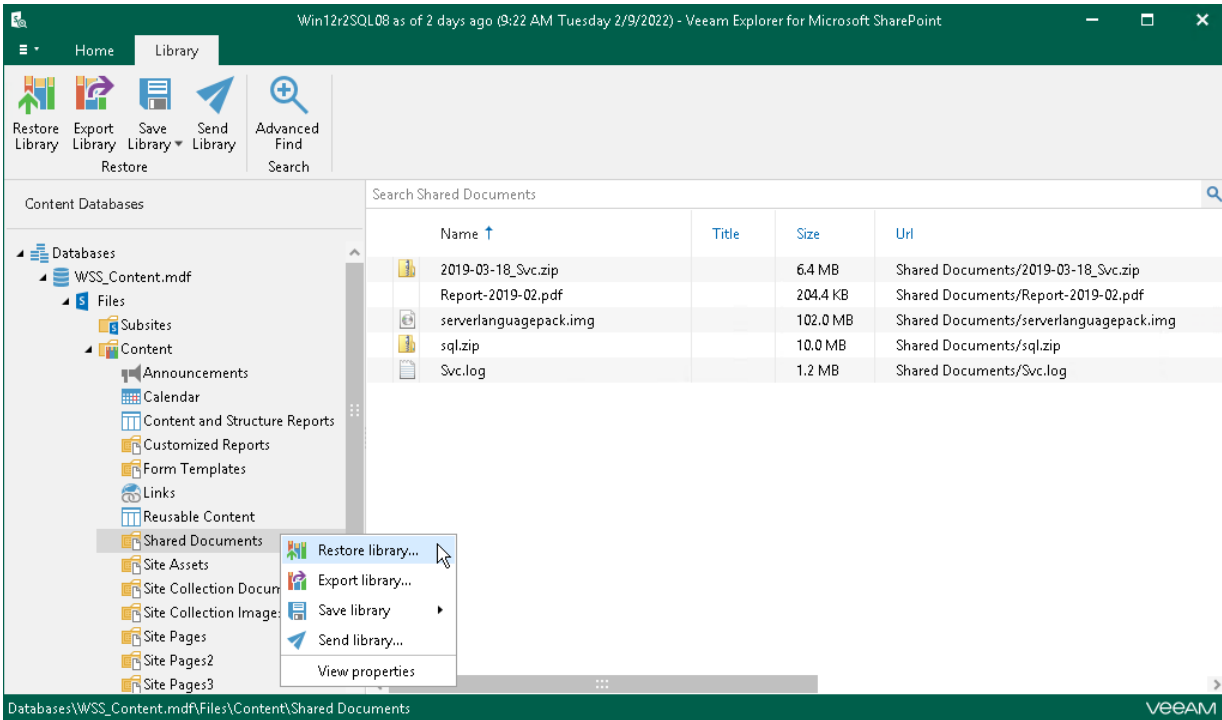 Win12r2SQL08 as of 2 days ago (9:22 AM Tuesday 2/9/2022) - Veeam Explorer for Microsoft SharePoint
Home Library
Restore Library
Export Library
Save Library
Send Library
Advanced Find
Restore
Search
Content Databases
Databases
WSS_Content.mdf
Files
Subsites
Content
Announcements
Calendar
Content and Structure Reports
Customized Reports
Form Templates
Links
Reusable Content
Shared Documents
Site Assets
Site Collection
Site Collection
Site Pages
Site Pages2
Site Pages3
Restore library...
Export library...
Save library
Send library...
View properties
Search Shared Documents
Name Title Size Url
2019-03-18_Svc.zip 6.4 MB Shared Documents/2019-03-18_Svc.zip
Report-2019-02.pdf 204.4 KB Shared Documents/Report-2019-02.pdf
serverlanguagepack.img 102.0 MB Shared Documents/serverlanguagepack.img
sql.zip 10.0 MB Shared Documents/sql.zip
Svc.log 1.2 MB Shared Documents/Svc.log
Databases\WSS_Content.mdf\Files\Content\Shared Documents
veeam